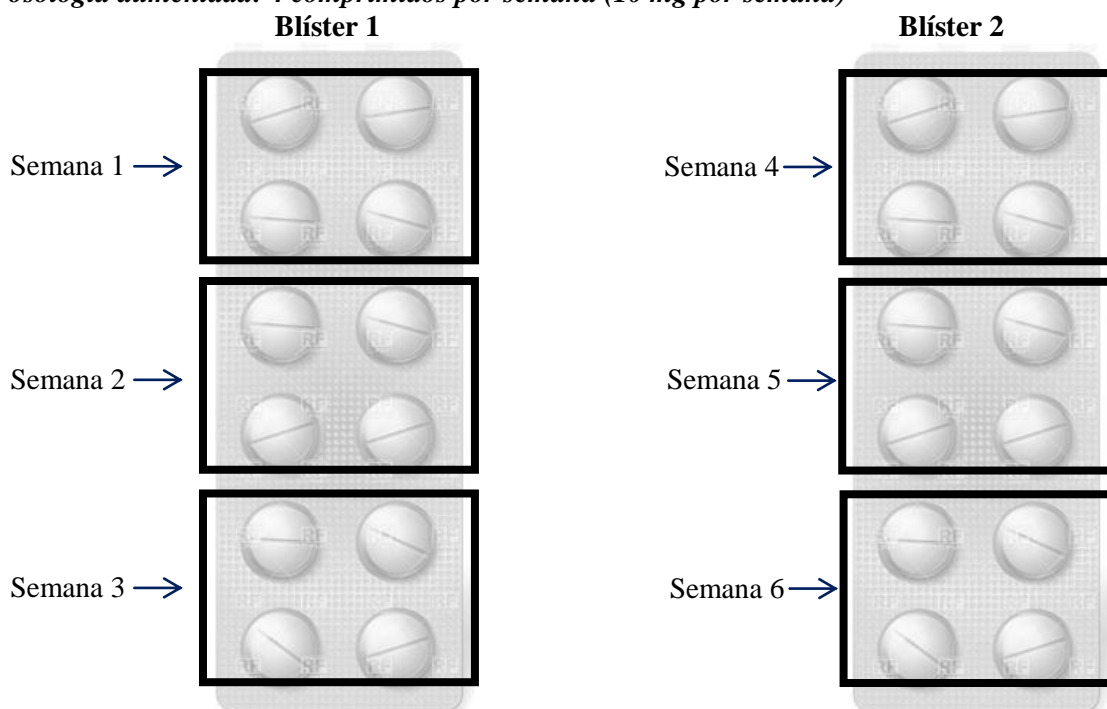 osología aumentada: 4 comprimidos por semana (10 mg por semana)
Blíster 1
Blíster 2
Semana 1
Semana 4
Semana 2
Semana 5
Semana 3
Semana 6